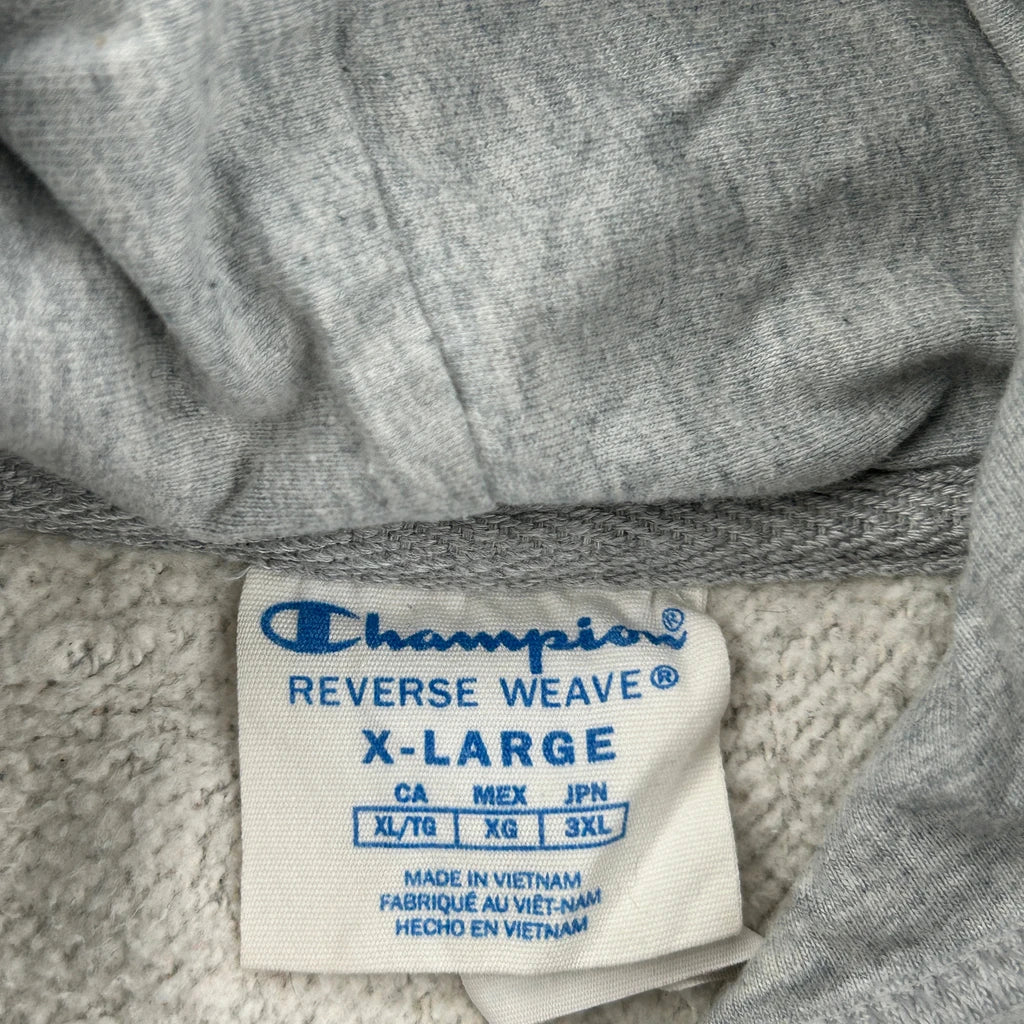 Champion®
REVERSE WEAVE®
X-LARGE
CA MEX JPN
XL/TG XG 3XL
MADE IN VIETNAM
FABRIQUÉ AU VIÊT-NAM
HECHO EN VIETNAM